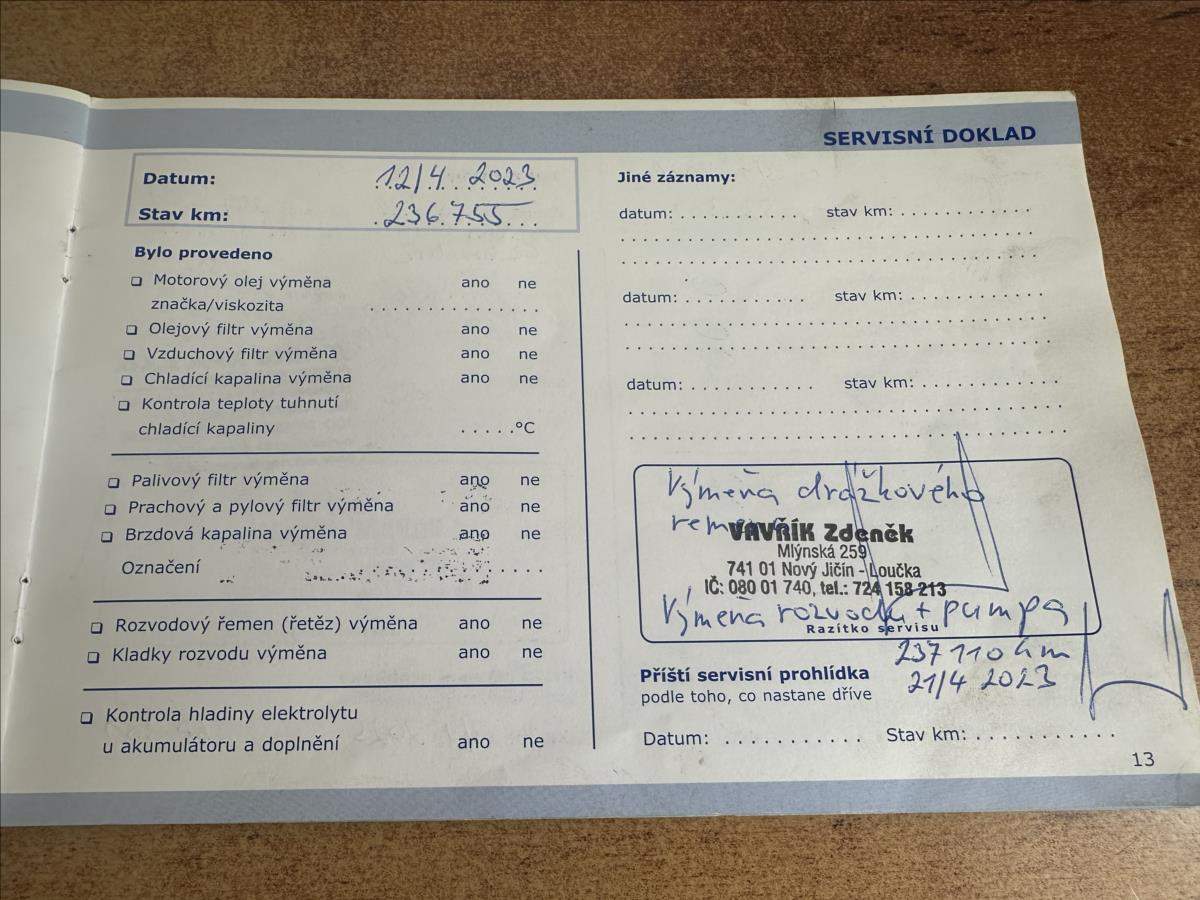 SERVISNÍ DOKLAD
Datum: 12/4 2023
Stav km: 236.755
Bylo provedeno
Motorový olej výměna ano ne
značka/viskozita
Olejový filtr výměna ano ne
Vzduchový filtr výměna ano ne
Chladící kapalina výměna ano ne
Kontrola teploty tuhnutí
chladící kapaliny .....°C
Palivový filtr výměna ano ne
Prachový a pylový filtr výměna ano ne
Brzdová kapalina výměna ano ne
Označení
Rozvodový řemen (řetěz) výměna ano ne
Kladky rozvodu výměna ano ne
Kontrola hladiny elektrolytu
u akumulátoru a doplnění ano ne
Jiné záznamy:
datum: stav km:
datum: stav km:
datum: stav km:
Výměna drážkového
VAVŘÍK Zdeněk
Mlýnská 259
741 01 Nový Jičín - Loučka
IČ: 080 01 740, tel.: 724 158 213
Výměna rozvodu + pumpa
Razítko servisu
237110 km
21/4 2023
Příští servisní prohlídka
podle toho, co nastane dříve
Datum: Stav km:
13